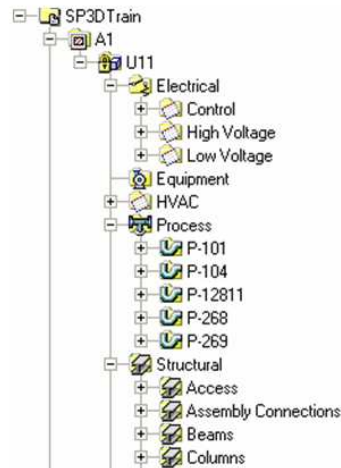 SP3DTrain
A1
U11
Electrical
Control
High Voltage
Low Voltage
Equipment
HVAC
Process
P-101
P-104
P-12811
P-268
P-269
Structural
Access
Assembly Connections
Beams
Columns